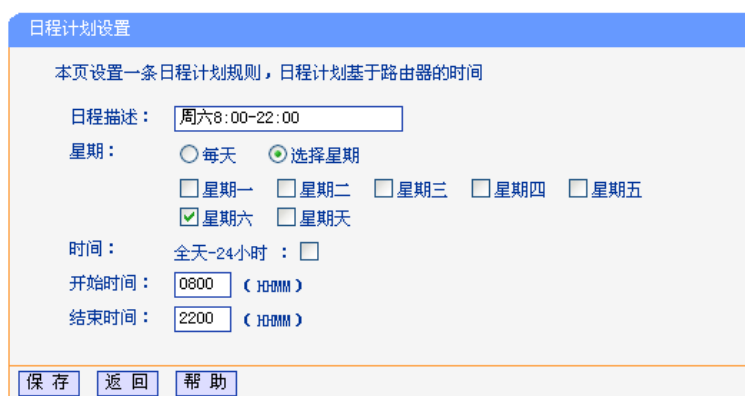 日程计划设置
本页设置一条日程计划规则，日程计划基于路由器的时间
日程描述： 周六8:00-22:00
星期： 每天 选择星期
星期一 星期二 星期三 星期四 星期五
星期六 星期天
时间： 全天-24小时 ：
开始时间： 0800 （HHMM）
结束时间： 2200 （HHMM）
保 存 返 回 帮 助